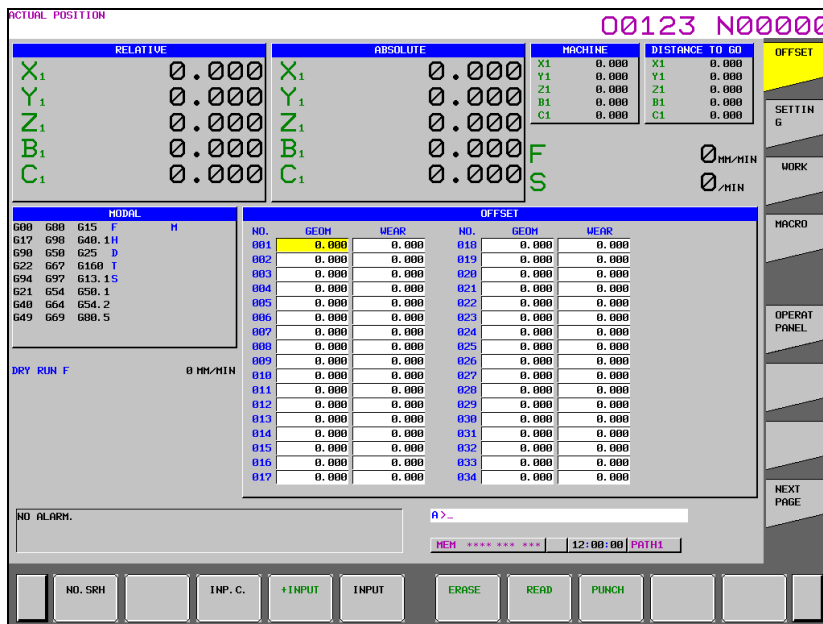 ACTUAL POSITION
O0123 N00000
RELATIVE
X1 0.000
Y1 0.000
Z1 0.000
B1 0.000
C1 0.000
ABSOLUTE
X1 0.000
Y1 0.000
Z1 0.000
B1 0.000
C1 0.000
MACHINE
X1 0.000
Y1 0.000
Z1 0.000
B1 0.000
C1 0.000
DISTANCE TO GO
X1 0.000
Y1 0.000
Z1 0.000
B1 0.000
C1 0.000
F 0 MM/MIN
S 0 /MIN
MODAL
G00 G80 G15 F M
G17 G98 G40.1 H
G90 G50 G25 D
G22 G67 G160 T
G94 G97 G13.1 S
G21 G54 G50.1
G40 G64 G54.2
G49 G69 G80.5
DRY RUN F 0 MM/MIN
OFFSET
NO. GEOM WEAR NO. GEOM WEAR
001 0.000 0.000 018 0.000 0.000
002 0.000 0.000 019 0.000 0.000
003 0.000 0.000 020 0.000 0.000
004 0.000 0.000 021 0.000 0.000
005 0.000 0.000 022 0.000 0.000
006 0.000 0.000 023 0.000 0.000
007 0.000 0.000 024 0.000 0.000
008 0.000 0.000 025 0.000 0.000
009 0.000 0.000 026 0.000 0.000
010 0.000 0.000 027 0.000 0.000
011 0.000 0.000 028 0.000 0.000
012 0.000 0.000 029 0.000 0.000
013 0.000 0.000 030 0.000 0.000
014 0.000 0.000 031 0.000 0.000
015 0.000 0.000 032 0.000 0.000
016 0.000 0.000 033 0.000 0.000
017 0.000 0.000 034 0.000 0.000
NO ALARM.
A>_
MEM **** *** *** 12:00:00 PATH1
OFFSET
SETTIN
G
WORK
MACRO
OPERAT
PANEL
NEXT
PAGE
NO.SRH INP.C. +INPUT INPUT ERASE READ PUNCH